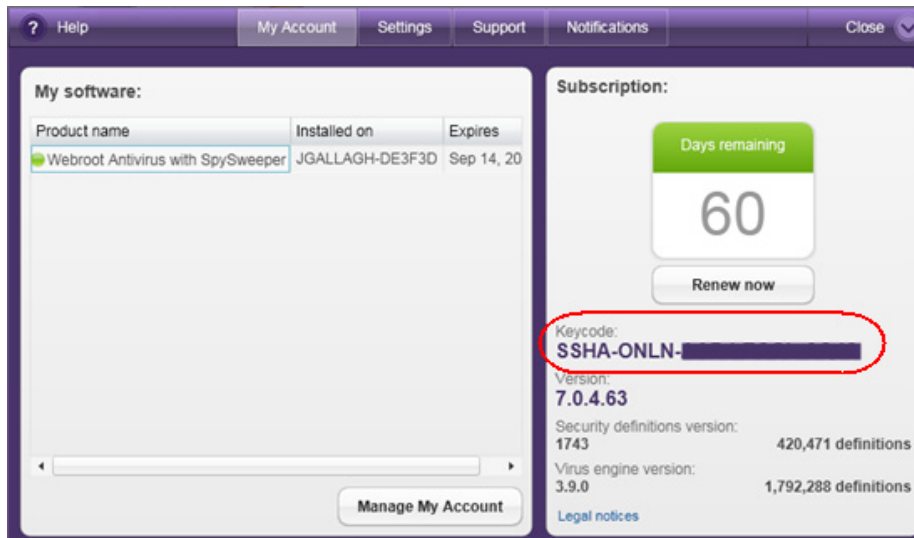 ? Help My Account Settings Support Notifications Close
My software:
Product name Installed on Expires
Webroot Antivirus with SpySweeper JGALLAGH-DE3F3D Sep 14, 20
Manage My Account
Subscription:
Days remaining
60
Renew now
Keycode:
SSHA-ONLN-
Version:
7.0.4.63
Security definitions version:
1743 420,471 definitions
Virus engine version:
3.9.0 1,792,288 definitions
Legal notices